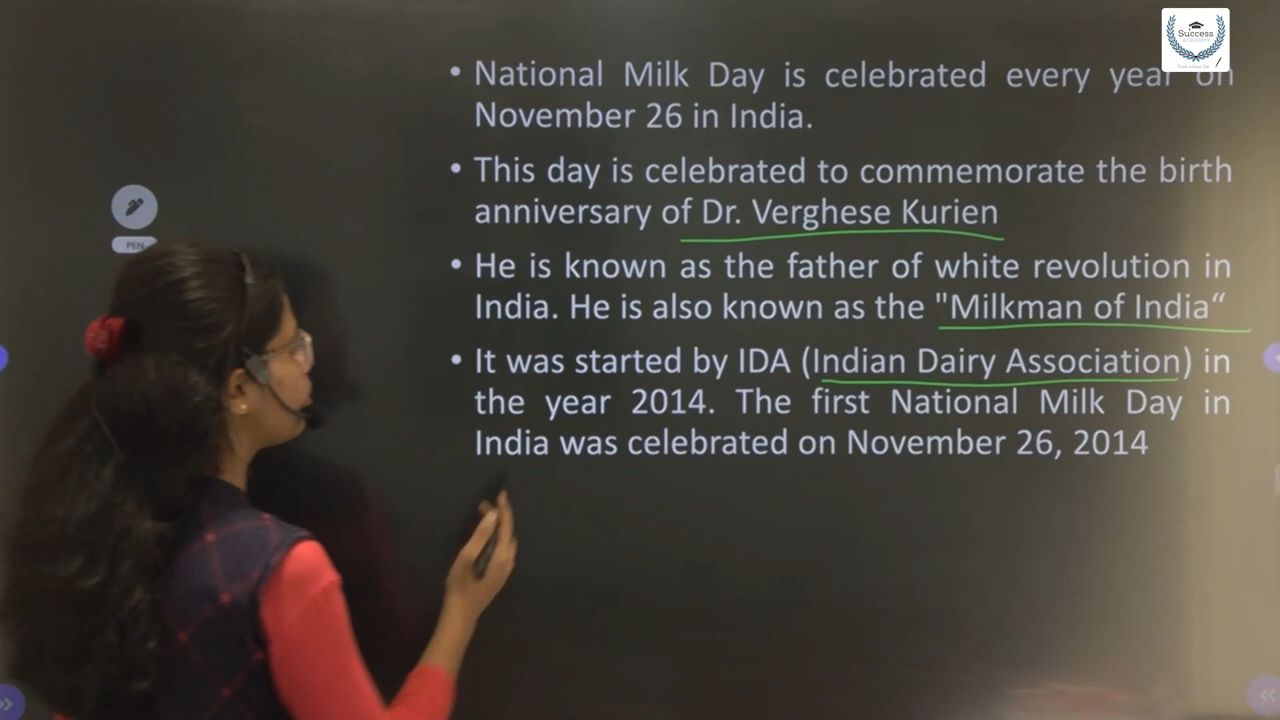 Success
ACADEMY
• National Milk Day is celebrated every year on
November 26 in India.
• This day is celebrated to commemorate the birth
anniversary of Dr. Verghese Kurien
PEN
• He is known as the father of white revolution in
India. He is also known as the "Milkman of India“
• It was started by IDA (Indian Dairy Association) in
the year 2014. The first National Milk Day in
India was celebrated on November 26, 2014